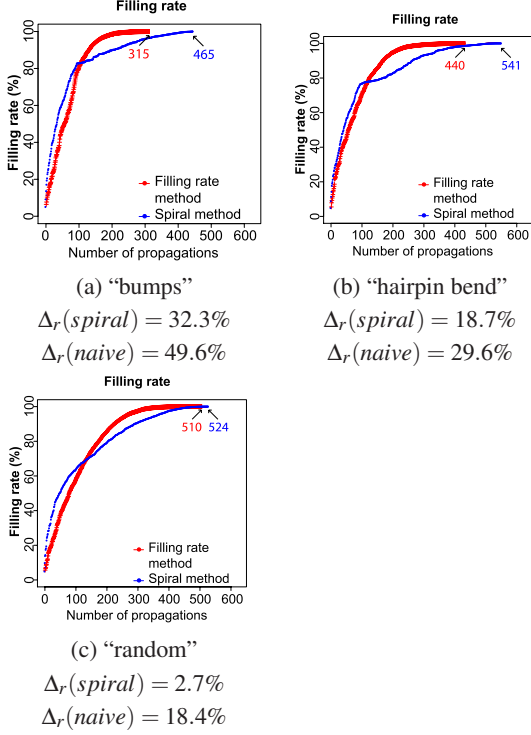 Filling rate
Filling rate (%)
0 20 40 60 80 100
315
465
Filling rate
method
Spiral method
0 100 200 300 400 500 600
Number of propagations
(a) “bumps”
Δr(spiral) = 32.3%
Δr(naive) = 49.6%
Filling rate
Filling rate (%)
0 20 40 60 80 100
440
541
Filling rate
method
Spiral method
0 100 200 300 400 500 600
Number of propagations
(b) “hairpin bend”
Δr(spiral) = 18.7%
Δr(naive) = 29.6%
Filling rate
Filling rate (%)
0 20 40 60 80 100
510 524
Filling rate
method
Spiral method
0 100 200 300 400 500 600
Number of propagations
(c) “random”
Δr(spiral) = 2.7%
Δr(naive) = 18.4%